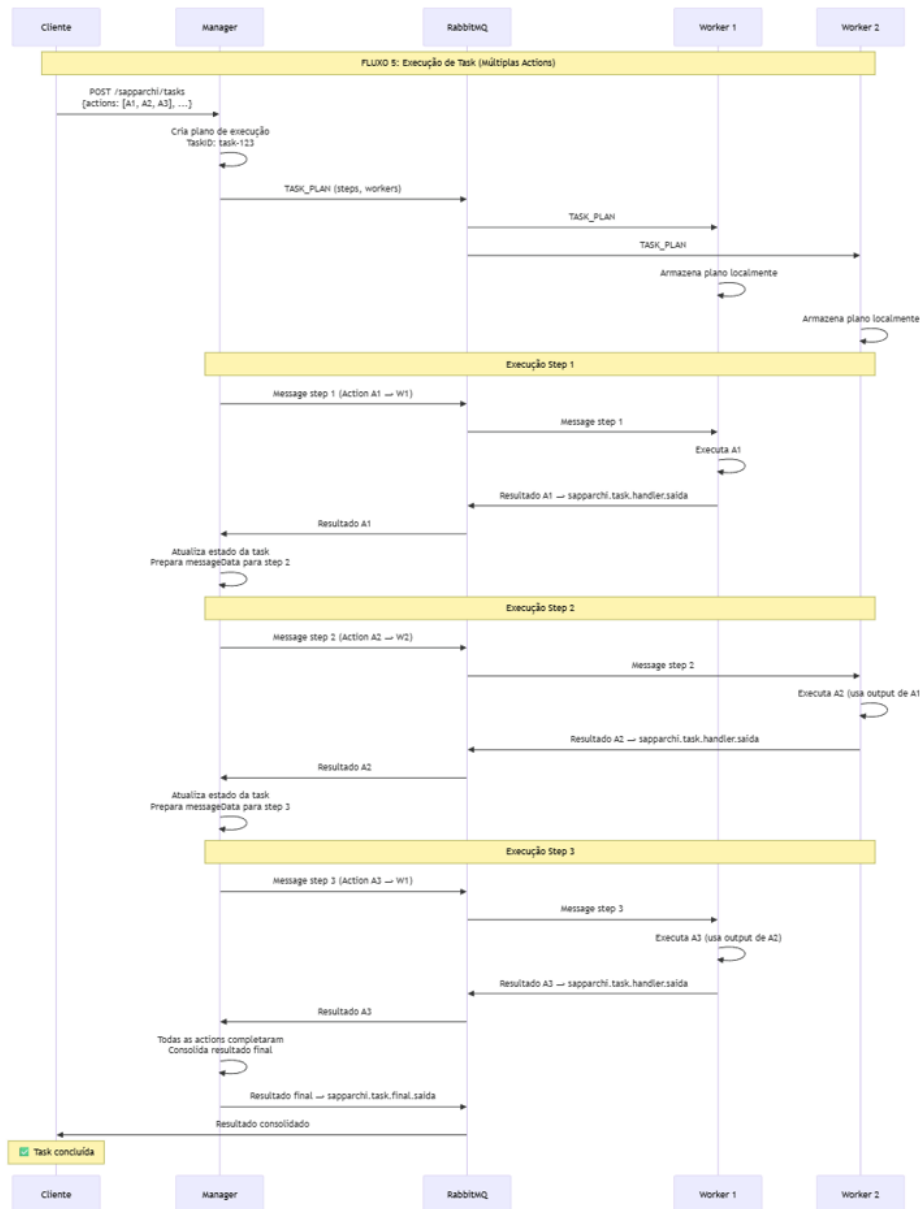 Cliente Manager RabbitMQ Worker 1 Worker 2
FLUXO 5: Execução de Task (Múltiplas Actions)
POST /sapparchi/tasks
{actions: [A1, A2, A3], ...}
Cria plano de execução
TaskID: task-123
TASK_PLAN (steps, workers)
TASK_PLAN
TASK_PLAN
Armazena plano localmente
Armazena plano localmente
Execução Step 1
Message step 1 (Action A1 → W1)
Message step 1
Executa A1
Resultado A1 → sapparchi.task.handler.saida
Resultado A1
Atualiza estado da task
Prepara messageData para step 2
Execução Step 2
Message step 2 (Action A2 → W2)
Message step 2
Executa A2 (usa output de A1
Resultado A2 → sapparchi.task.handler.saida
Resultado A2
Atualiza estado da task
Prepara messageData para step 3
Execução Step 3
Message step 3 (Action A3 → W1)
Message step 3
Executa A3 (usa output de A2)
Resultado A3 → sapparchi.task.handler.saida
Resultado A3
Todas as actions completaram
Consolida resultado final
Resultado final → sapparchi.task.final.saida
Resultado consolidado
✅ Task concluída
Cliente Manager RabbitMQ Worker 1 Worker 2